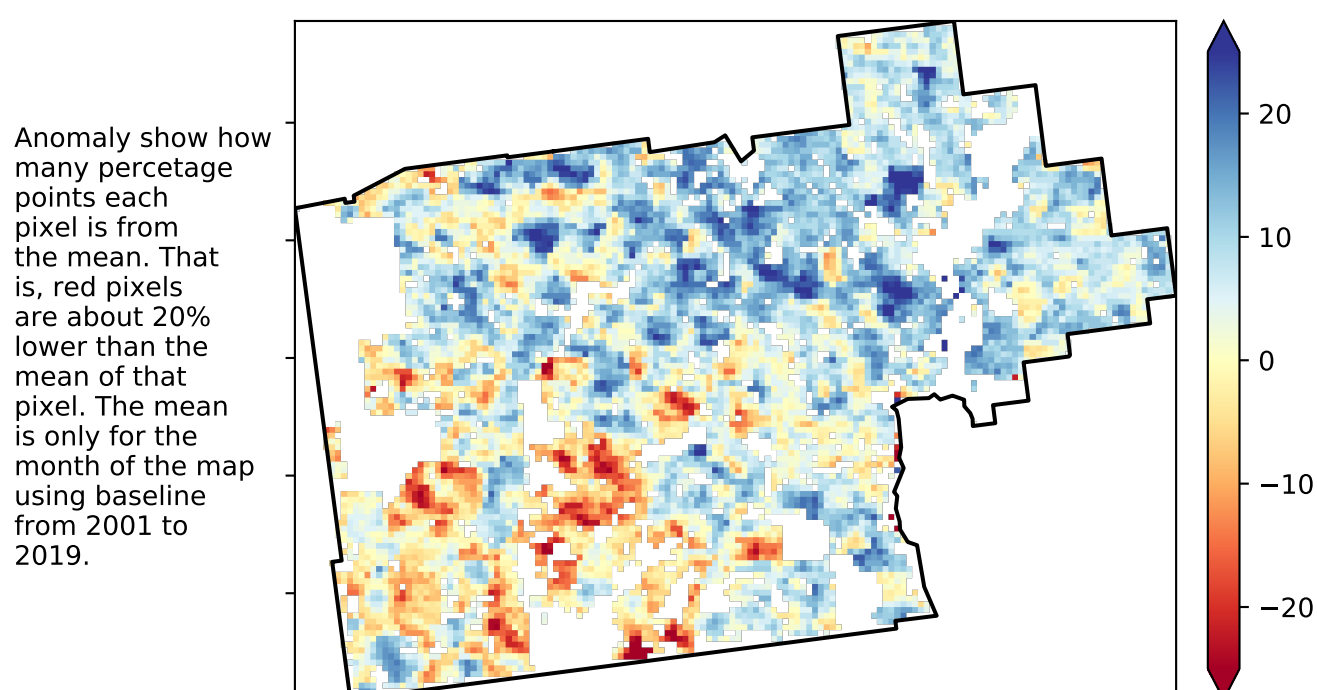 Anomaly show how
many percetage
points each
pixel is from
the mean. That
is, red pixels
are about 20%
lower than the
mean of that
pixel. The mean
is only for the
month of the map
using baseline
from 2001 to
2019.
20
10
0
−10
−20